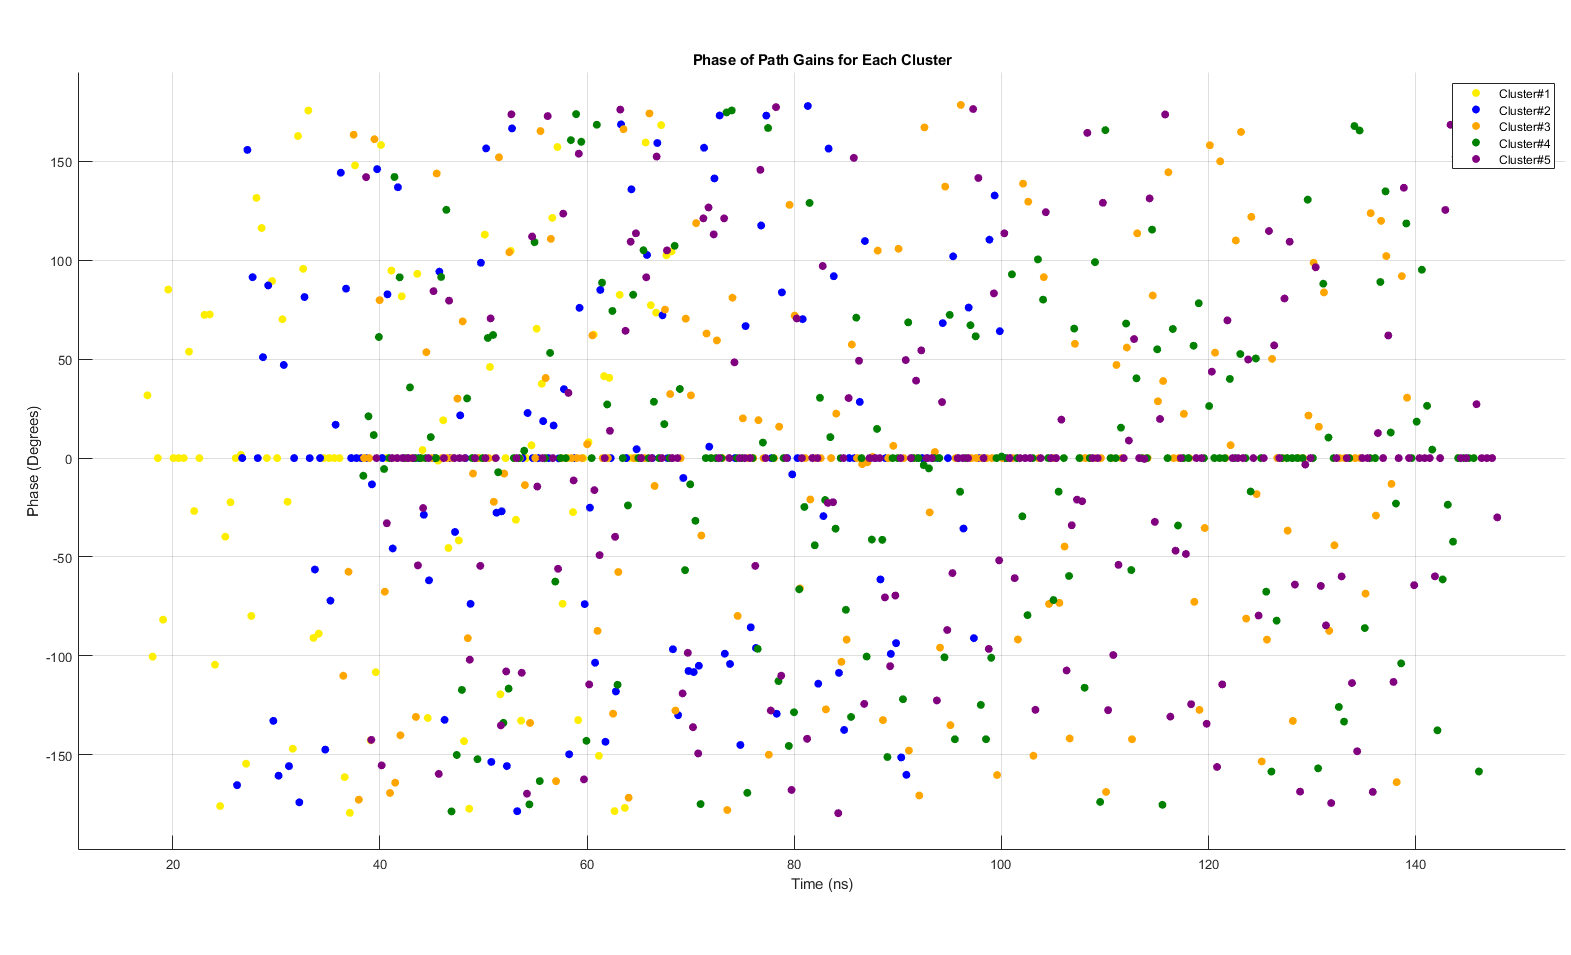 Phase of Path Gains for Each Cluster
Cluster#1
Cluster#2
Cluster#3
Cluster#4
Cluster#5
Phase (Degrees)
150
100
50
0
-50
-100
-150
20 40 60 80 100 120 140
Time (ns)